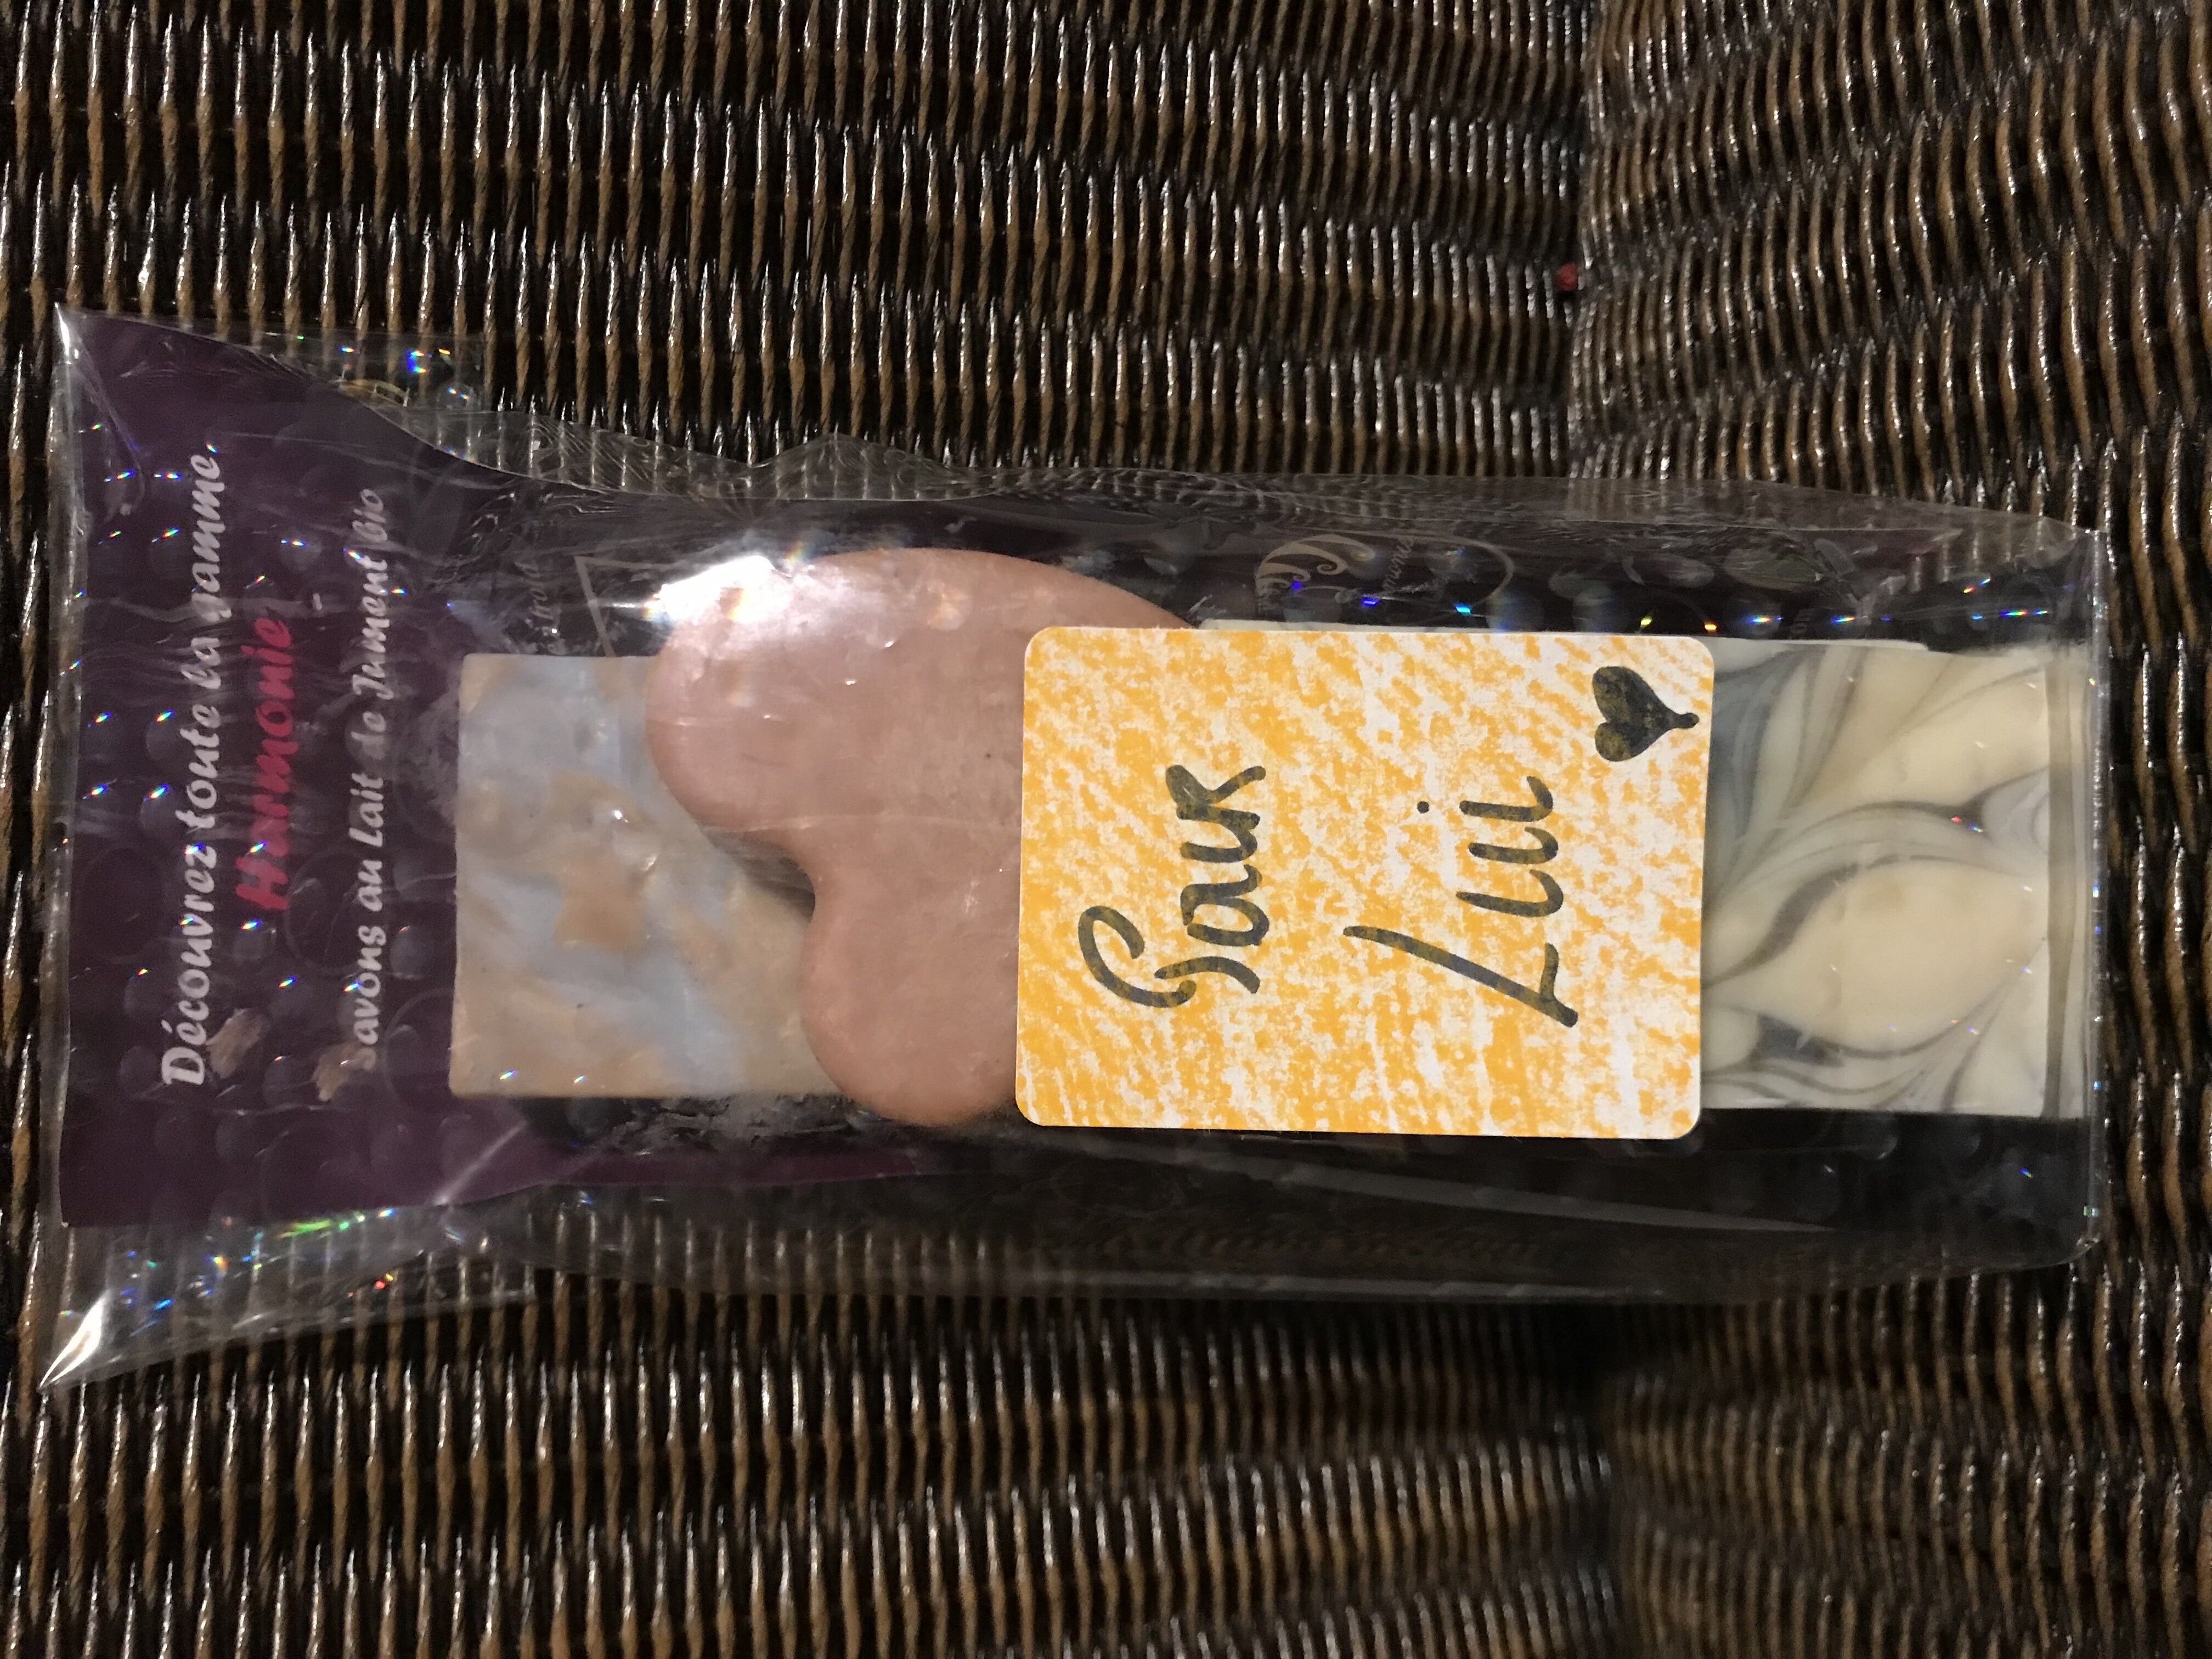 Découvrez toute la gamme
Harmonie -
savons au Lait de Jument bio
Pour
Lui